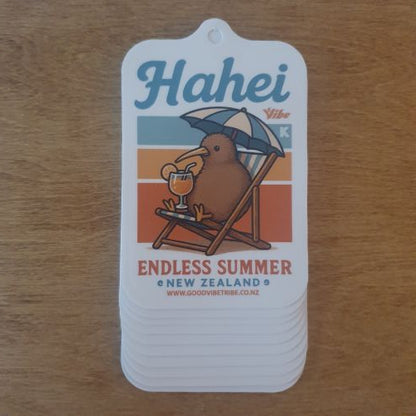 Hahei
Vibe
K
ENDLESS SUMMER
NEW ZEALAND
WWW.GOODVIBETRIBE.CO.NZ